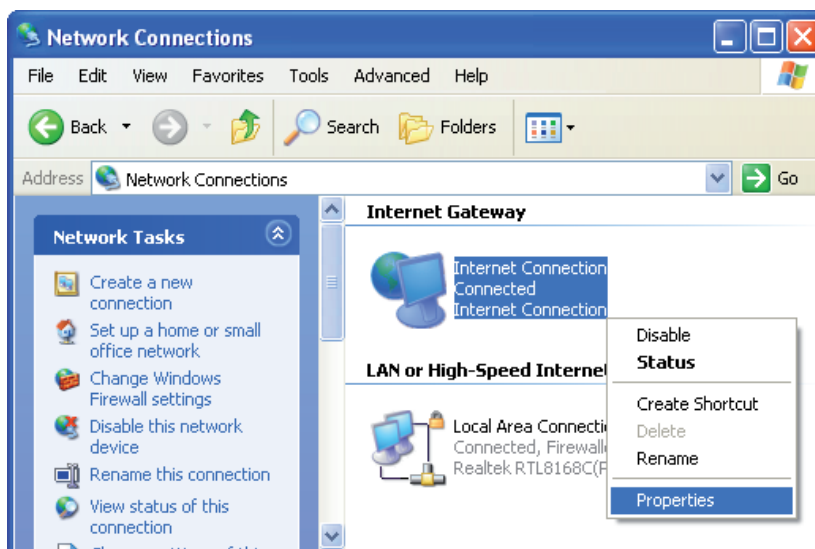 Network Connections
File Edit View Favorites Tools Advanced Help
Back Search Folders
Address Network Connections Go
Network Tasks
Create a new
connection
Set up a home or small
office network
Change Windows
Firewall settings
Disable this network
device
Rename this connection
View status of this
connection
Internet Gateway
Internet Connection
Connected
Internet Connection
LAN or High-Speed Internet
Local Area Connecti
Connected, Firewall
Realtek RTL8168C(P
Disable
Status
Create Shortcut
Delete
Rename
Properties